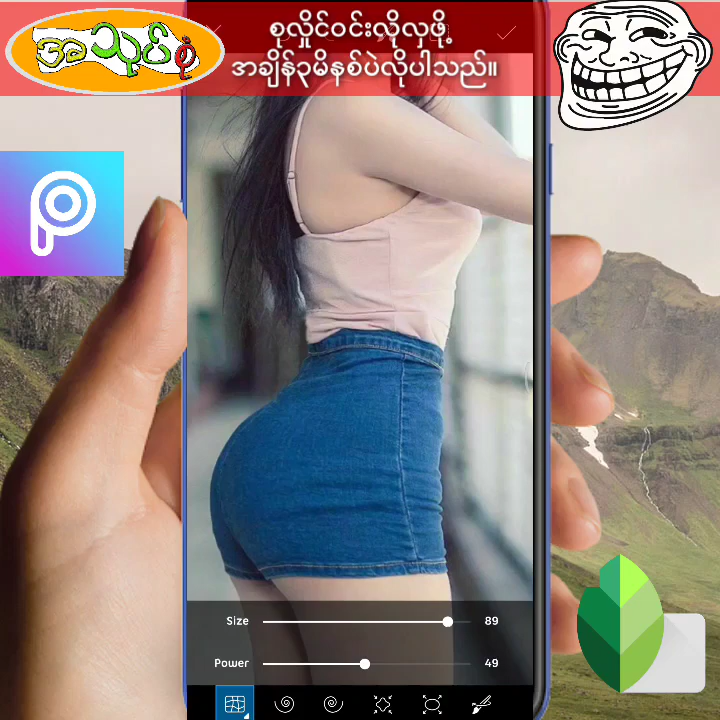 စုလှိုင်ဝင်းလိုလှဖို့
အချိန်၃မိနစ်ပဲလိုပါသည်။
အသုပ်စုံ
Size 89
Power 49